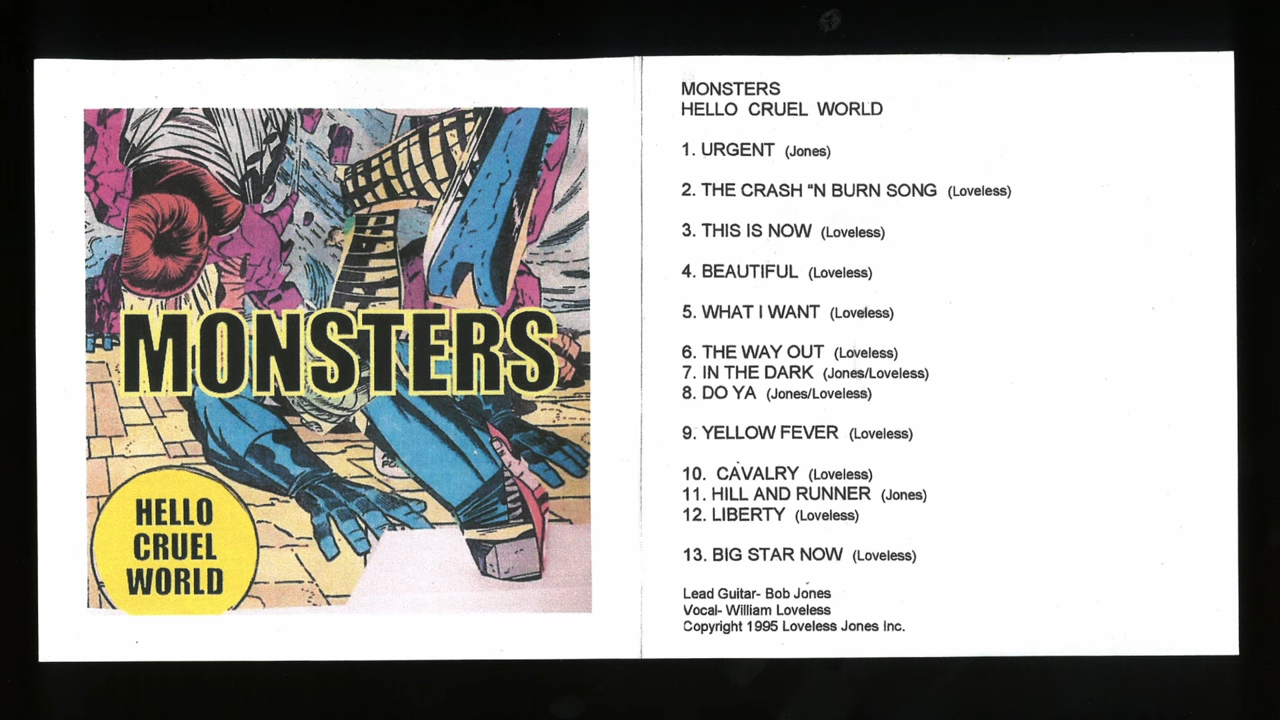 MONSTERS
HELLO
CRUEL
WORLD
MONSTERS
HELLO CRUEL WORLD
1. URGENT (Jones)
2. THE CRASH “N BURN SONG (Loveless)
3. THIS IS NOW (Loveless)
4. BEAUTIFUL (Loveless)
5. WHAT I WANT (Loveless)
6. THE WAY OUT (Loveless)
7. IN THE DARK (Jones/Loveless)
8. DO YA (Jones/Loveless)
9. YELLOW FEVER (Loveless)
10. CAVALRY (Loveless)
11. HILL AND RUNNER (Jones)
12. LIBERTY (Loveless)
13. BIG STAR NOW (Loveless)
Lead Guitar- Bob Jones
Vocal- William Loveless
Copyright 1995 Loveless Jones Inc.